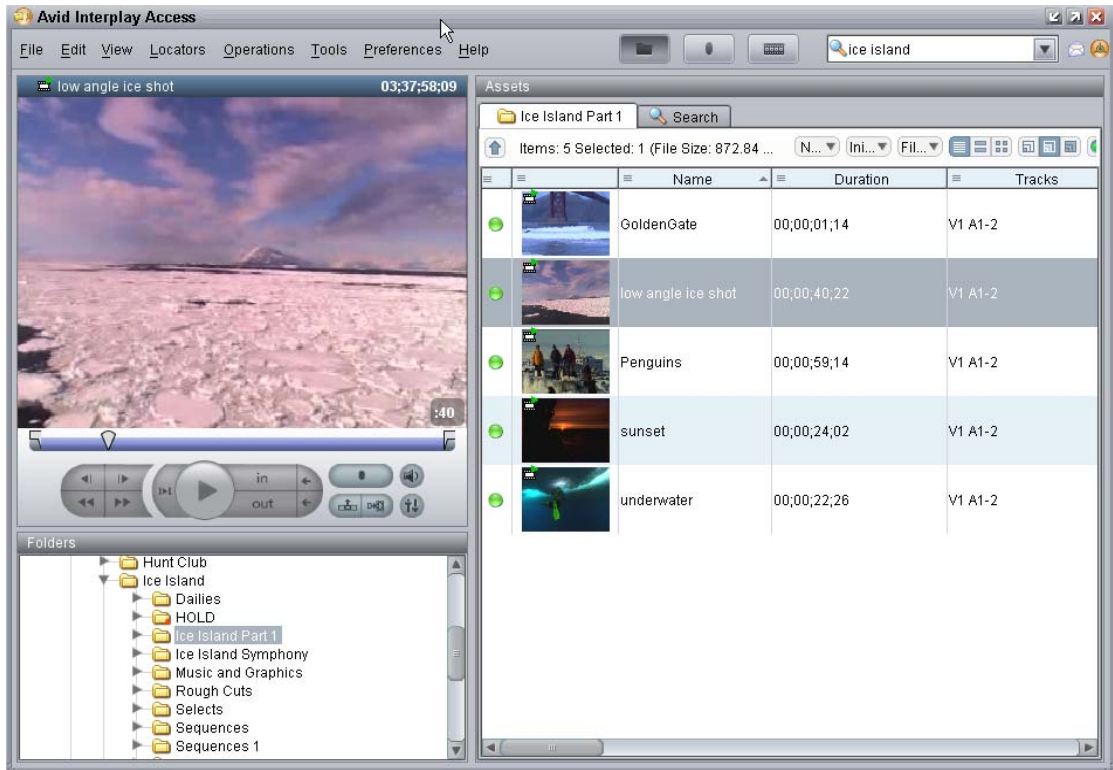 Avid Interplay Access
File Edit View Locators Operations Tools Preferences Help
ice island
low angle ice shot 03;37;58;09
:40
in
out
Folders
Hunt Club
Ice Island
Dailies
HOLD
Ice Island Part 1
Ice Island Symphony
Music and Graphics
Rough Cuts
Selects
Sequences
Sequences 1
Assets
Ice Island Part 1 Search
Items: 5 Selected: 1 (File Size: 872.84 ... N... Ini... Fil...
Name Duration Tracks
GoldenGate 00;00;01;14 V1 A1-2
low angle ice shot 00;00;40;22 V1 A1-2
Penguins 00;00;59;14 V1 A1-2
sunset 00;00;24;02 V1 A1-2
underwater 00;00;22;26 V1 A1-2